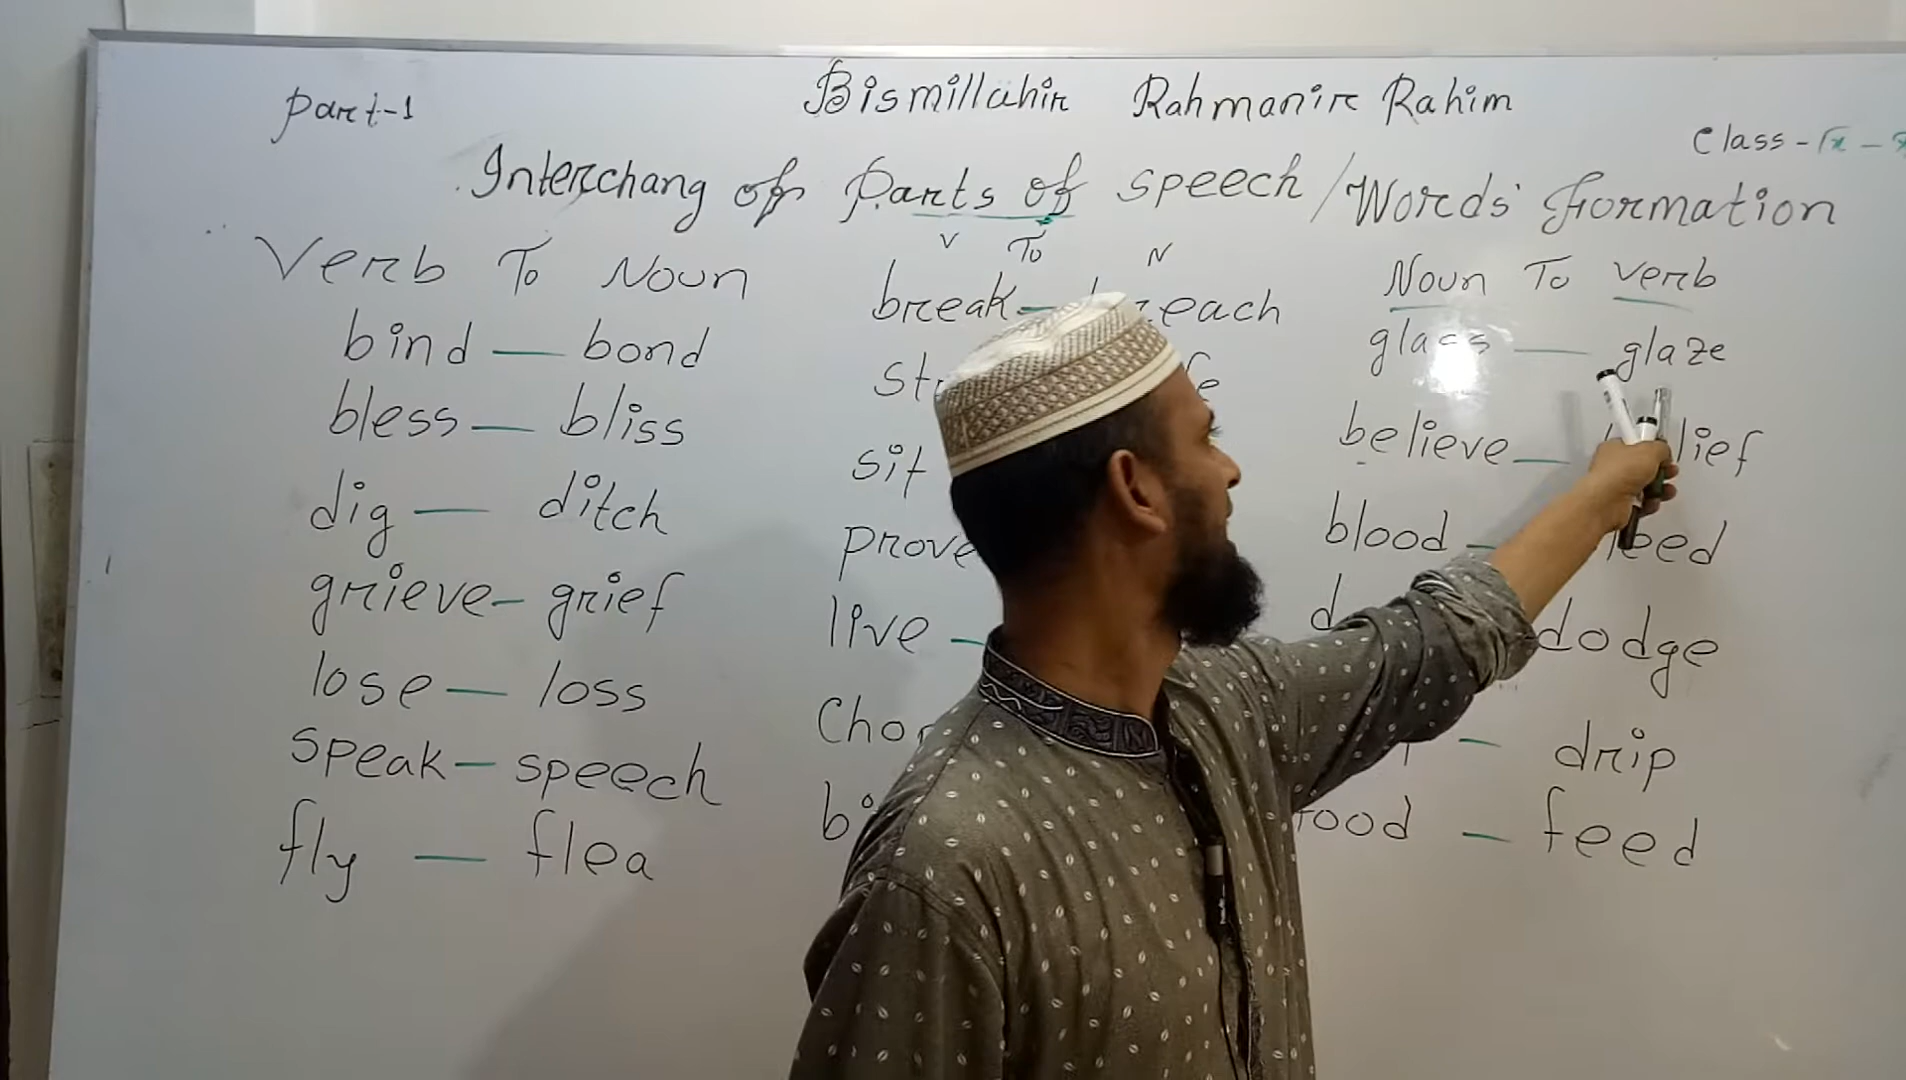 Part-1
Bismillahir Rahmanir Rahim
Class -
Interchang of Parts of speech / Words Formation
Verb To Noun
bind — bond
bless — bliss
dig — ditch
grieve - grief
lose — loss
speak - speech
fly — flea
V To N
break -
sit
prove
live -
Noun To verb
glass — glaze
believe —
blood -
dodge
- drip
food - feed